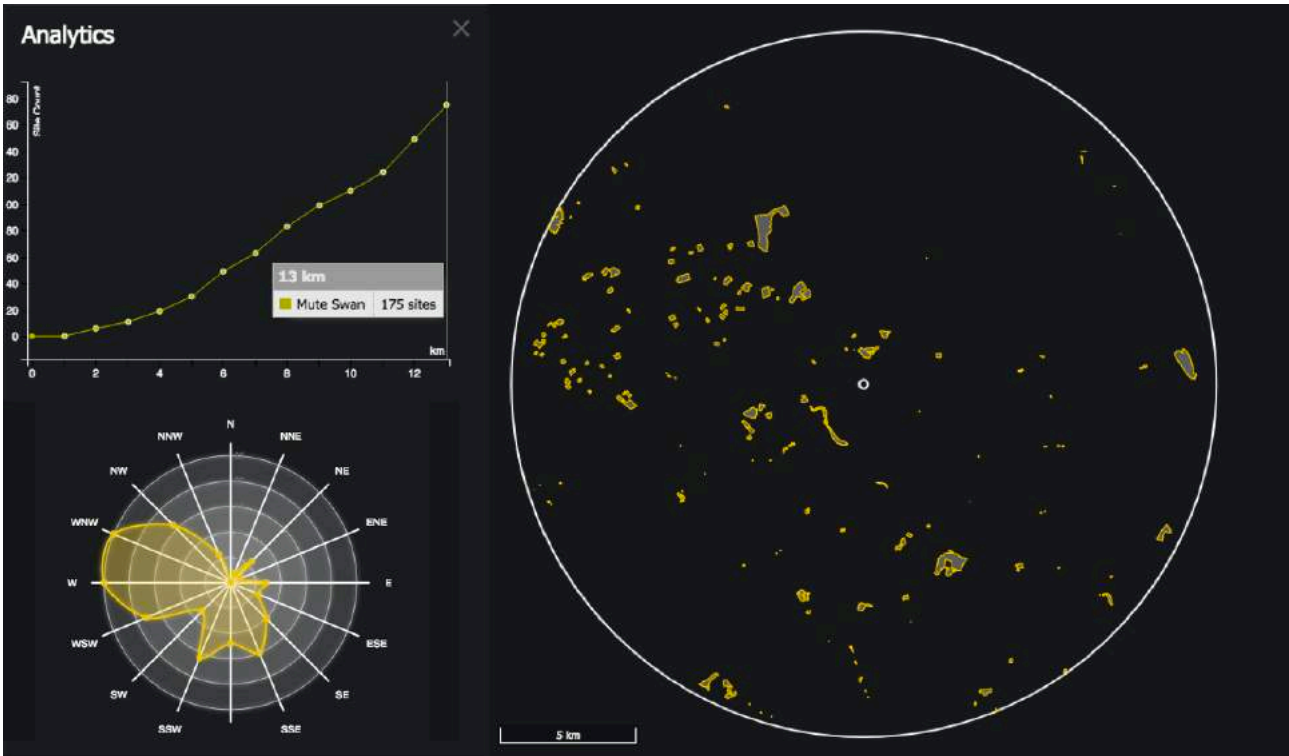 Analytics
Site Count
80
60
40
20
00
80
60
40
20
0
13 km
Mute Swan 175 sites
km
0 2 4 6 8 10 12
N
NNW NNE
NW NE
WNW ENE
W E
WSW ESE
SW SE
SSW SSE
5 km